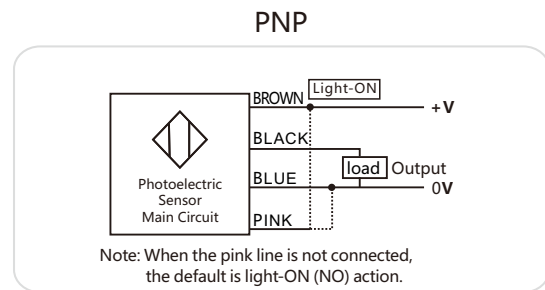 PNP
Light-ON
BROWN
+V
BLACK
load Output
BLUE
0V
Photoelectric
Sensor
Main Circuit
PINK
Note: When the pink line is not connected,
the default is light-ON (NO) action.